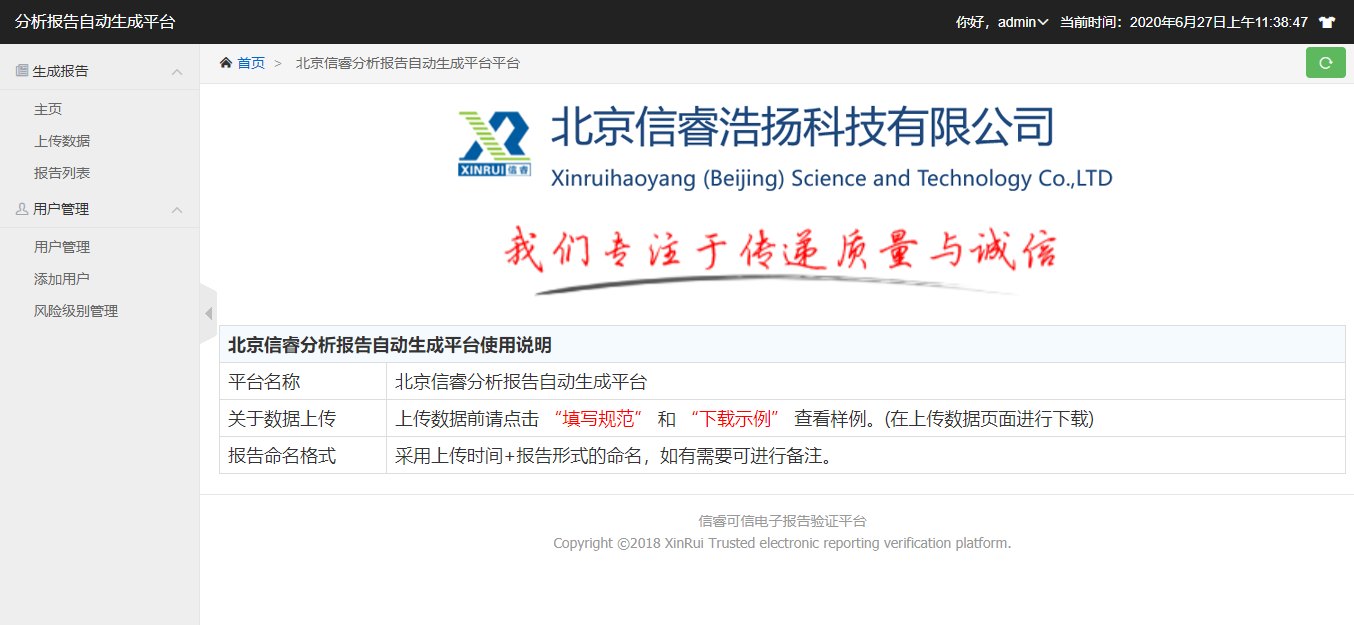 分析报告自动生成平台
你好，admin 当前时间：2020年6月27日上午11:38:47
生成报告
主页
上传数据
报告列表
用户管理
用户管理
添加用户
风险级别管理
首页 > 北京信睿分析报告自动生成平台平台
XINRUI信睿
北京信睿浩扬科技有限公司
Xinruihaoyang (Beijing) Science and Technology Co.,LTD
我们专注于传递质量与诚信
北京信睿分析报告自动生成平台使用说明
平台名称 北京信睿分析报告自动生成平台
关于数据上传 上传数据前请点击 “填写规范” 和 “下载示例” 查看样例。(在上传数据页面进行下载)
报告命名格式 采用上传时间+报告形式的命名，如有需要可进行备注。
信睿可信电子报告验证平台
Copyright ©2018 XinRui Trusted electronic reporting verification platform.